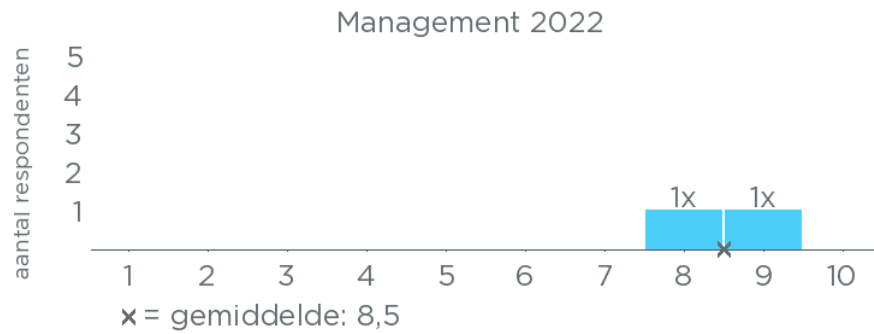 Management 2022
aantal respondenten
5
4
3
2
1
1x 1x
1 2 3 4 5 6 7 8 9 10
x = gemiddelde: 8,5